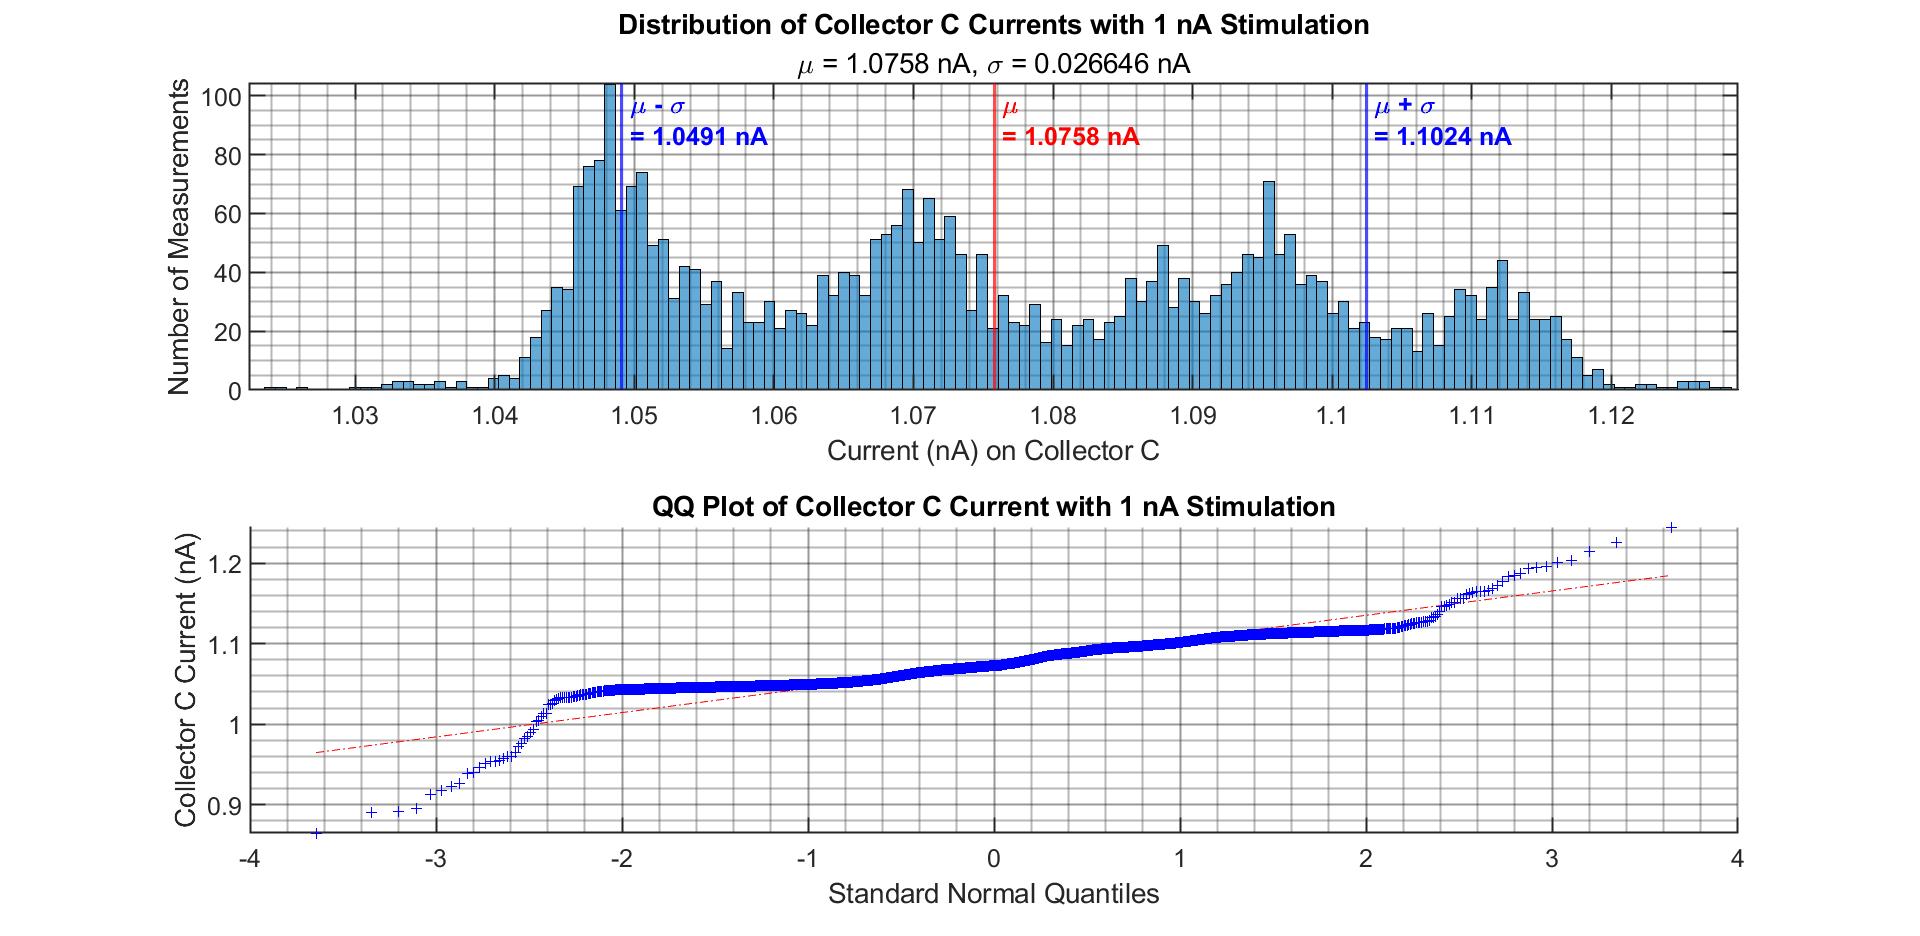 Distribution of Collector C Currents with 1 nA Stimulation
μ = 1.0758 nA, σ = 0.026646 nA
Number of Measurements
100
80
60
40
20
0
μ - σ
= 1.0491 nA
μ
= 1.0758 nA
μ + σ
= 1.1024 nA
1.03 1.04 1.05 1.06 1.07 1.08 1.09 1.1 1.11 1.12
Current (nA) on Collector C
QQ Plot of Collector C Current with 1 nA Stimulation
Collector C Current (nA)
1.2
1.1
1
0.9
-4 -3 -2 -1 0 1 2 3 4
Standard Normal Quantiles